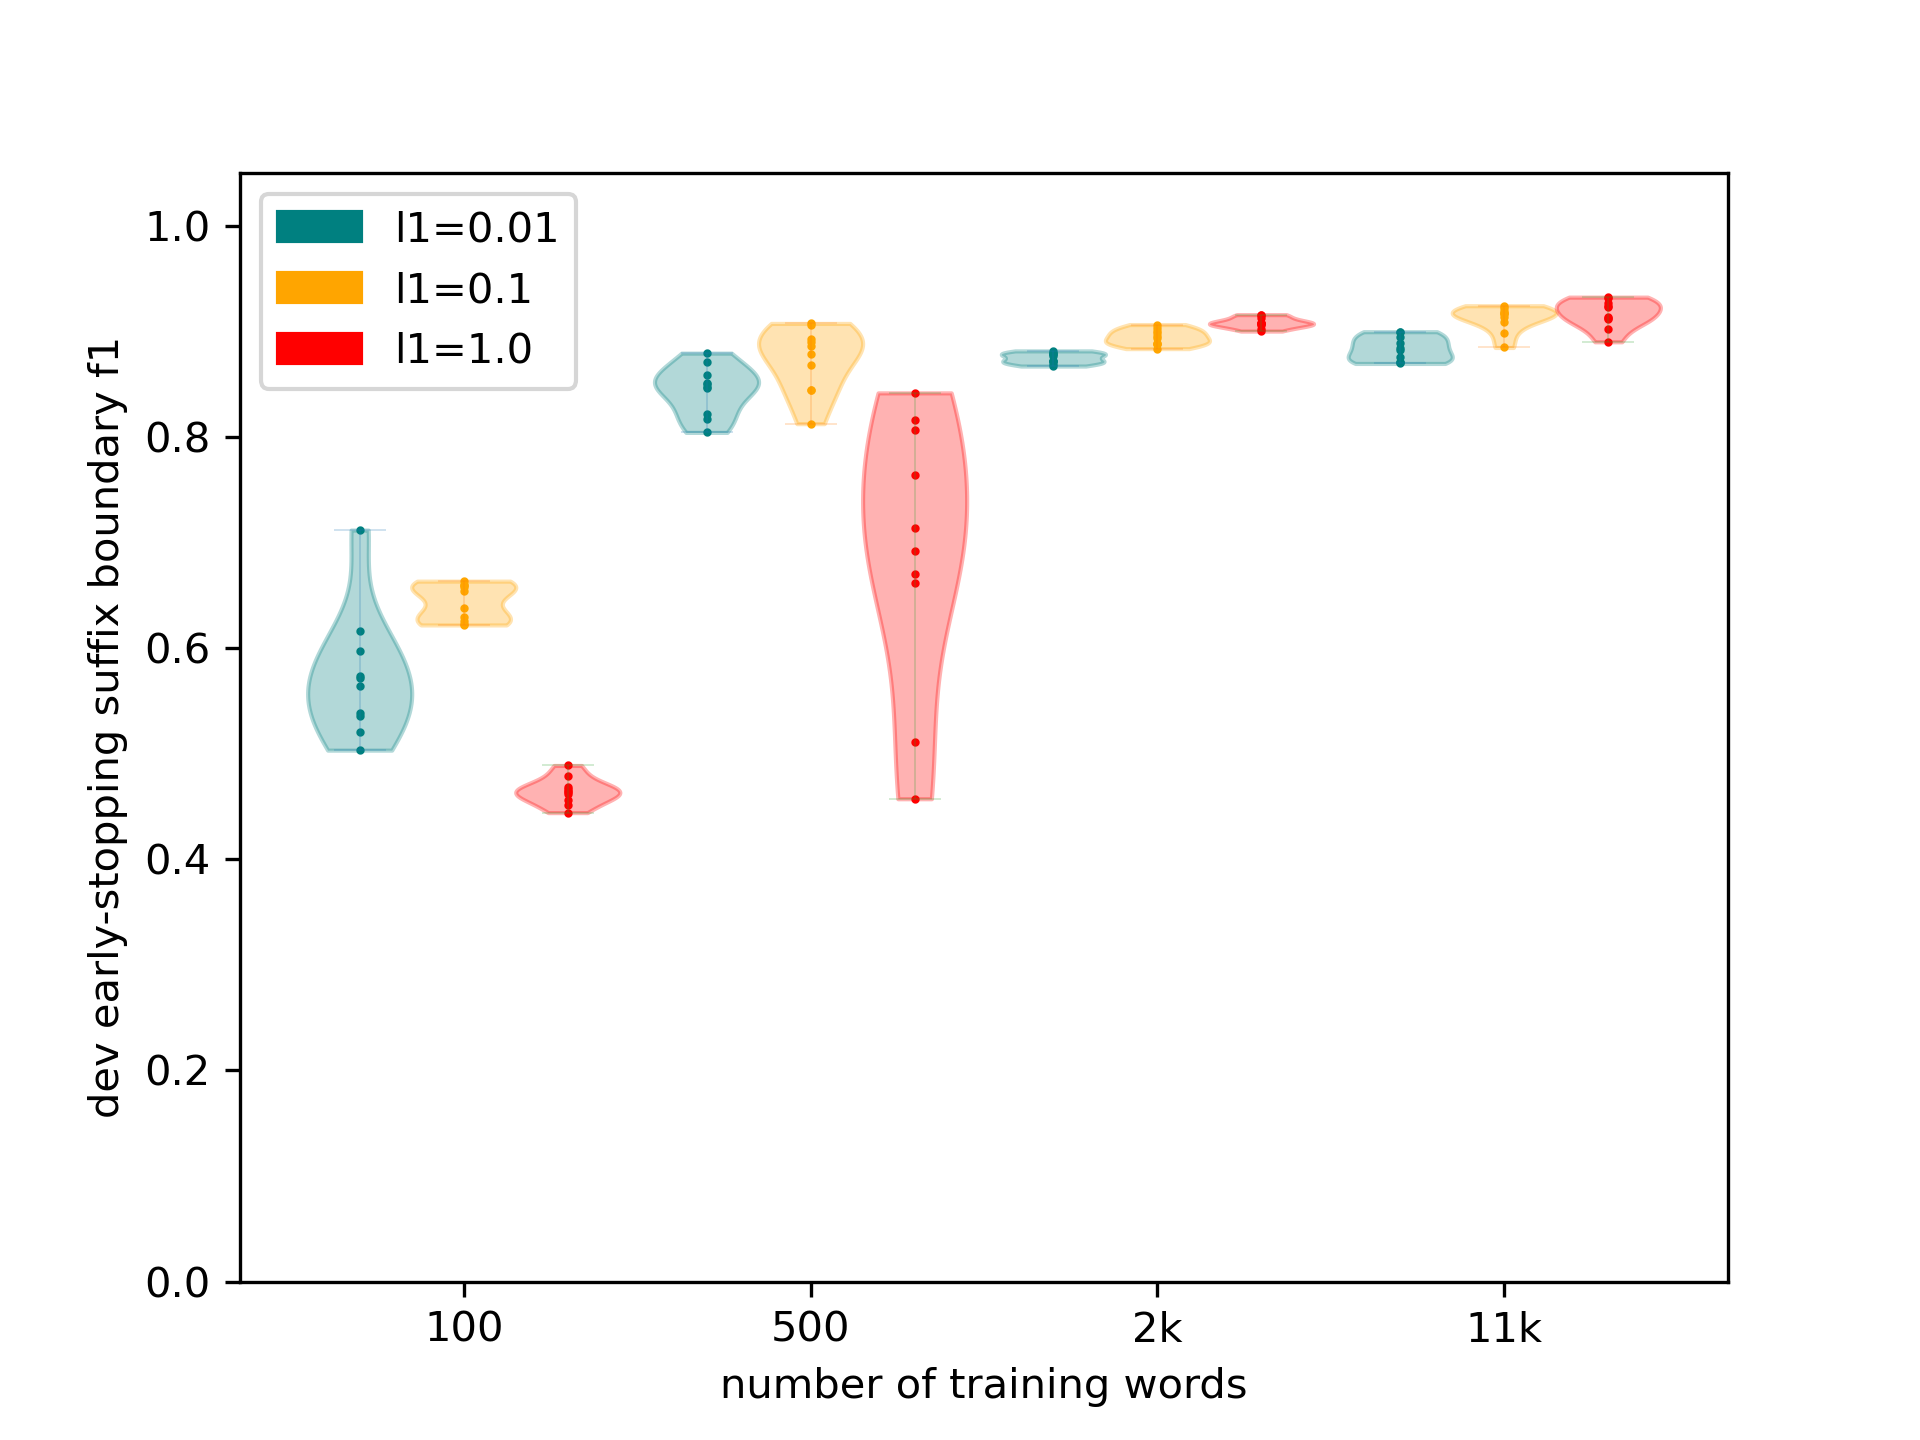 l1=0.01
l1=0.1
l1=1.0
1.0
0.8
0.6
0.4
0.2
0.0
dev early-stopping suffix boundary f1
100 500 2k 11k
number of training words